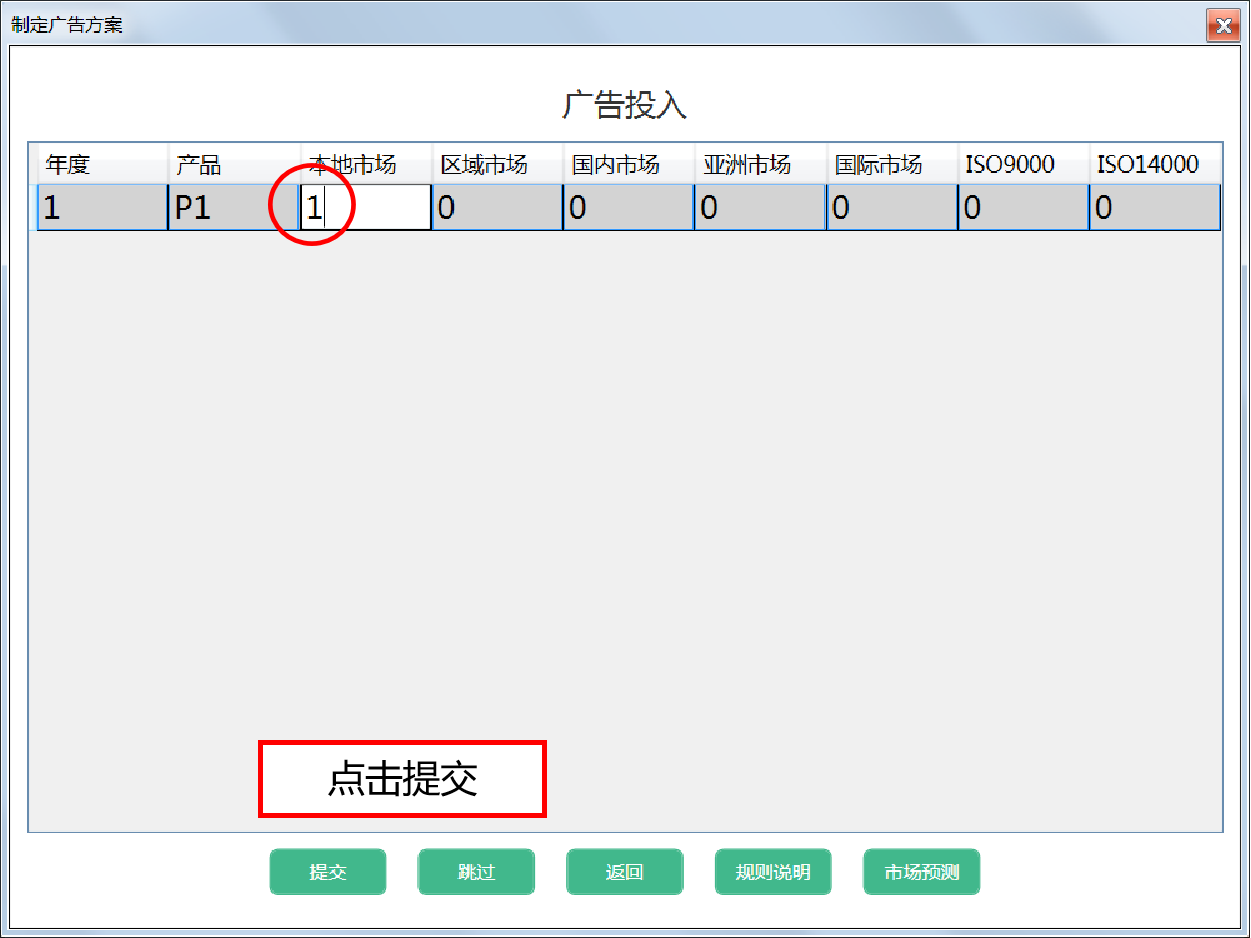 制定广告方案
广告投入
年度 产品 本地市场 区域市场 国内市场 亚洲市场 国际市场 ISO9000 ISO14000
1 P1 1 0 0 0 0 0 0
点击提交
提交 跳过 返回 规则说明 市场预测